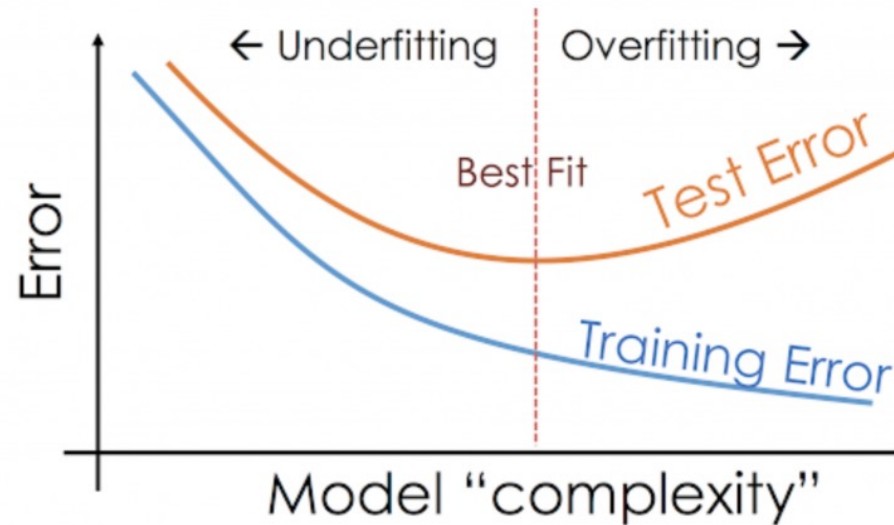 ← Underfitting
Overfitting →
Best Fit
Test Error
Error
Training Error
Model “complexity”